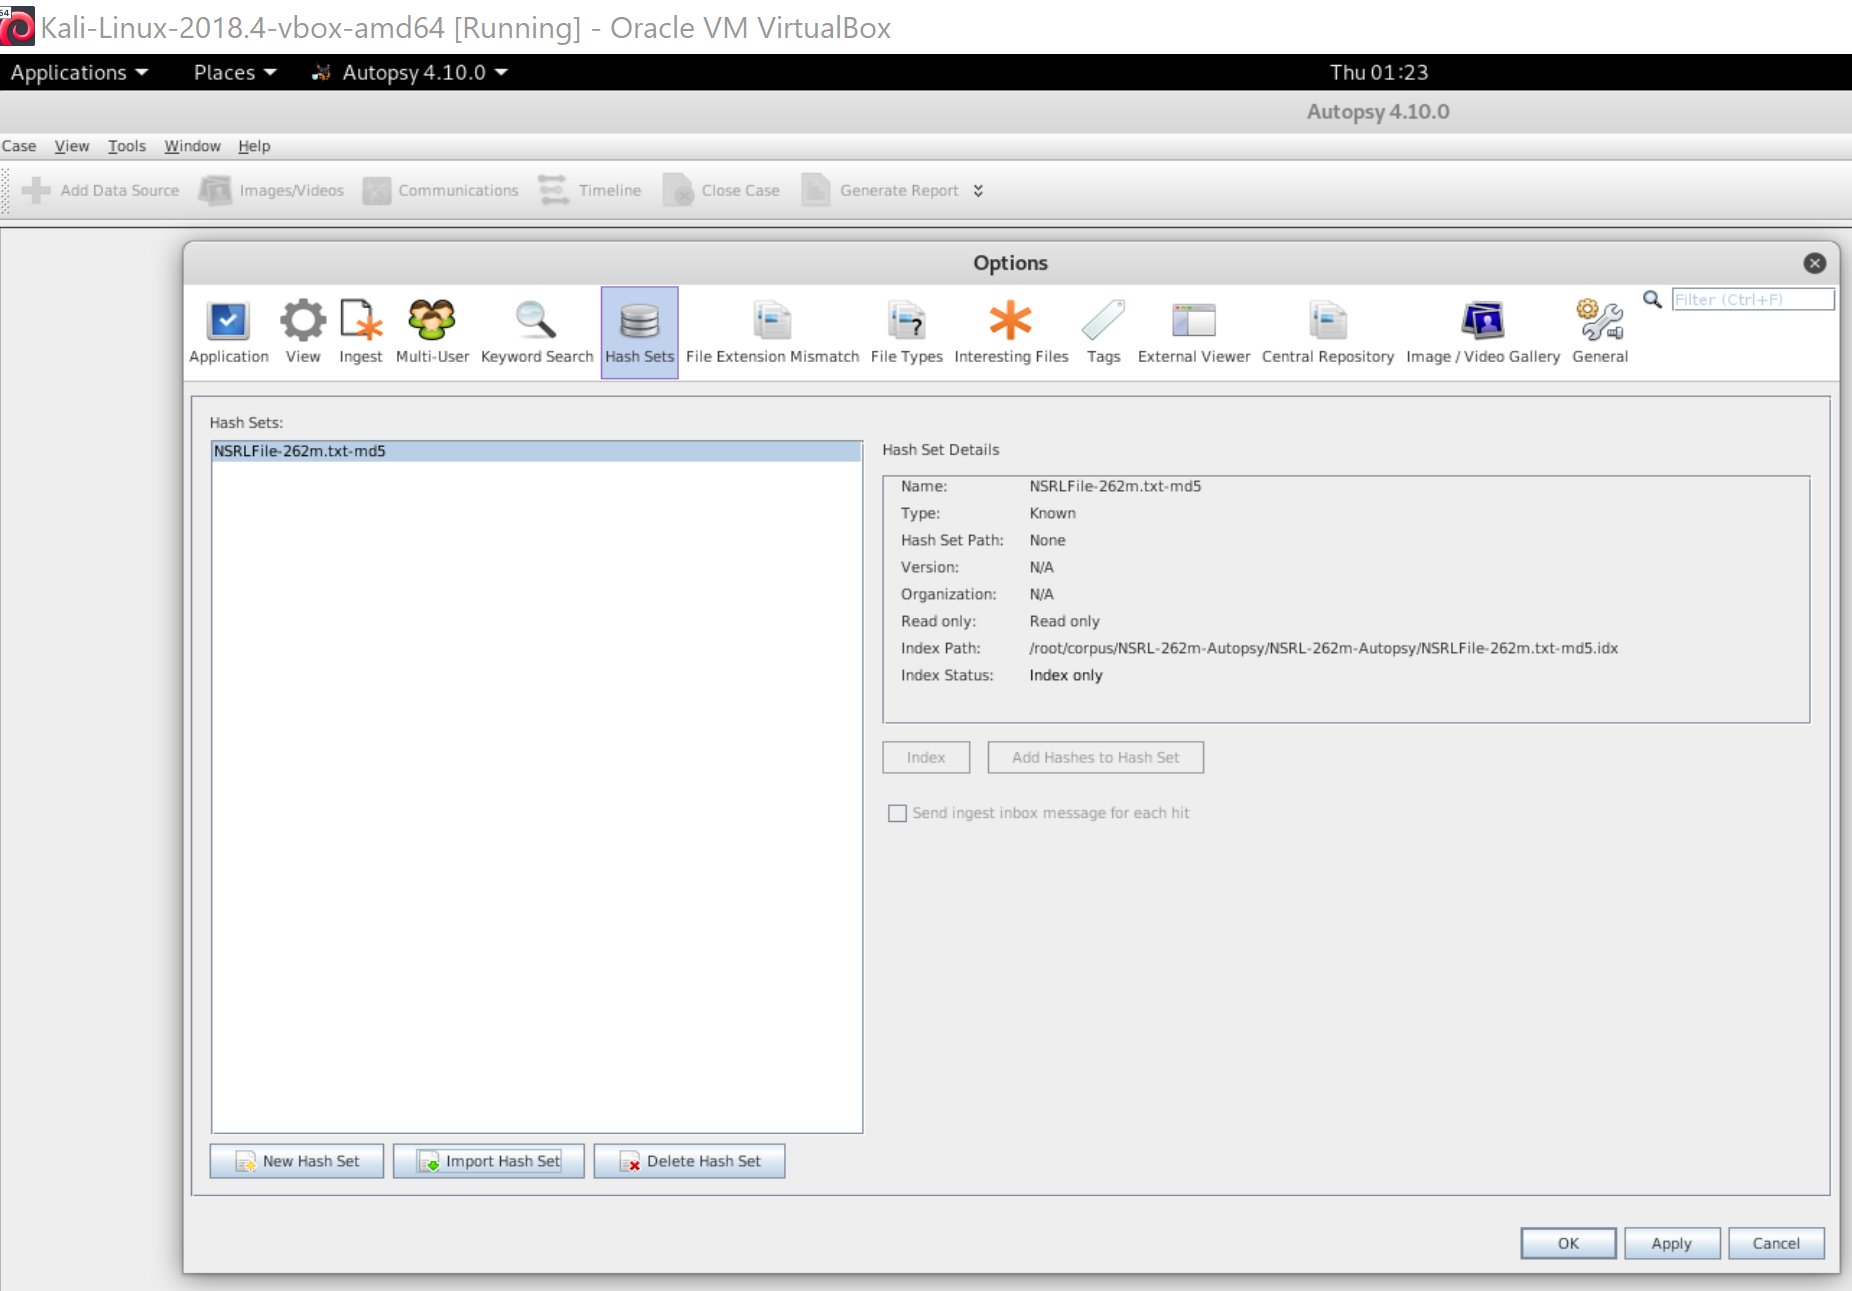 64
Kali-Linux-2018.4-vbox-amd64 [Running] - Oracle VM VirtualBox
Applications Places Autopsy 4.10.0 Thu 01:23
Autopsy 4.10.0
Case View Tools Window Help
Add Data Source Images/Videos Communications Timeline Close Case Generate Report
Options
Filter (Ctrl+F)
Application View Ingest Multi-User Keyword Search Hash Sets File Extension Mismatch File Types Interesting Files Tags External Viewer Central Repository Image / Video Gallery General
Hash Sets:
NSRLFile-262m.txt-md5
Hash Set Details
Name: NSRLFile-262m.txt-md5
Type: Known
Hash Set Path: None
Version: N/A
Organization: N/A
Read only: Read only
Index Path: /root/corpus/NSRL-262m-Autopsy/NSRL-262m-Autopsy/NSRLFile-262m.txt-md5.idx
Index Status: Index only
Index Add Hashes to Hash Set
Send ingest inbox message for each hit
New Hash Set Import Hash Set Delete Hash Set
OK Apply Cancel